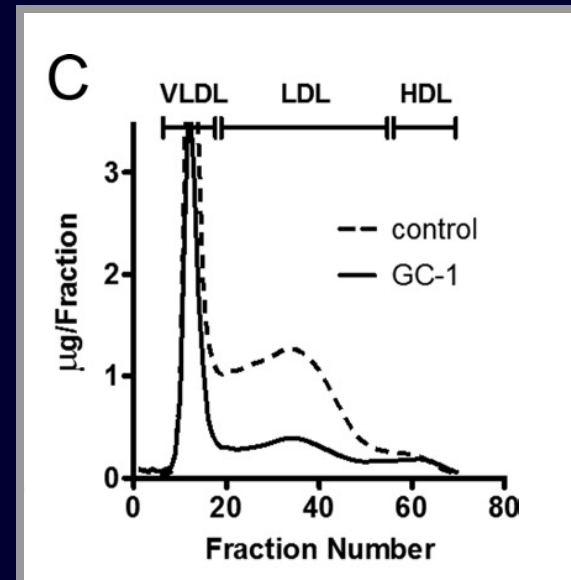 C
VLDL LDL HDL
3
2
1
0
µg/Fraction
control
GC-1
0 20 40 60 80
Fraction Number